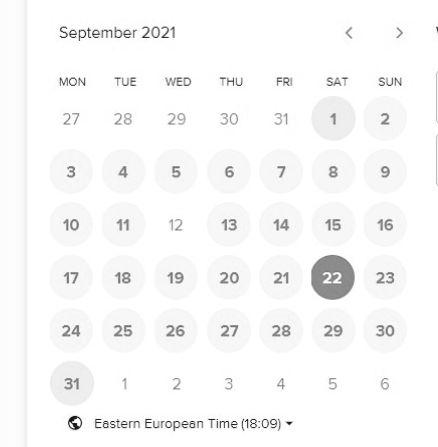 September 2021
MON TUE WED THU FRI SAT SUN
27 28 29 30 31 1 2
3 4 5 6 7 8 9
10 11 12 13 14 15 16
17 18 19 20 21 22 23
24 25 26 27 28 29 30
31 1 2 3 4 5 6
Eastern European Time (18:09)